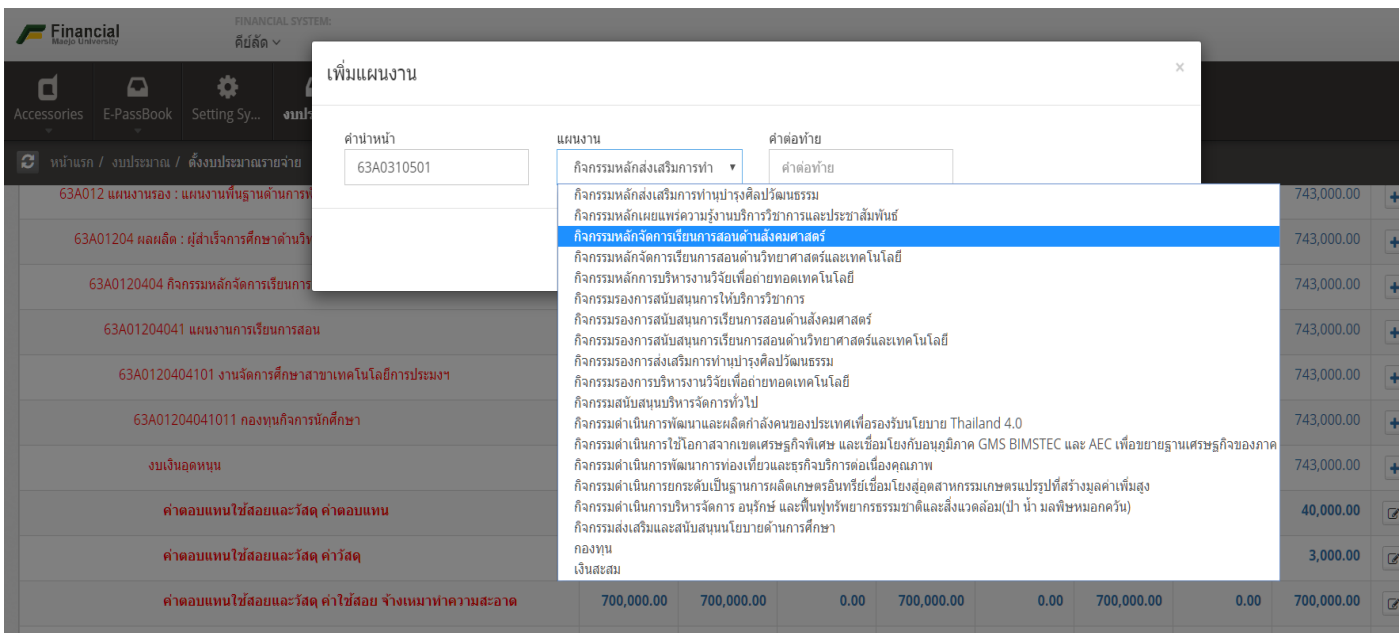 Financial
Maejo University
FINANCIAL SYSTEM:
คีย์ลัด
Accessories
E-PassBook
Setting Sy...
หน้าแรก / งบประมาณ / ตั้งงบประมาณรายจ่าย
เพิ่มแผนงาน
×
คำนำหน้า
แผนงาน
คำต่อท้าย
63A0310501
กิจกรรมหลักส่งเสริมการทำ
คำต่อท้าย
กิจกรรมหลักส่งเสริมการทำนุบำรุงศิลปวัฒนธรรม
กิจกรรมหลักเผยแพร่ความรู้งานบริการวิชาการและประชาสัมพันธ์
กิจกรรมหลักจัดการเรียนการสอนด้านสังคมศาสตร์
กิจกรรมหลักจัดการเรียนการสอนด้านวิทยาศาสตร์และเทคโนโลยี
กิจกรรมหลักการบริหารงานวิจัยเพื่อถ่ายทอดเทคโนโลยี
กิจกรรมรองการสนับสนุนการให้บริการวิชาการ
กิจกรรมรองการสนับสนุนการเรียนการสอนด้านสังคมศาสตร์
กิจกรรมรองการสนับสนุนการเรียนการสอนด้านวิทยาศาสตร์และเทคโนโลยี
กิจกรรมรองการส่งเสริมการทำนุบำรุงศิลปวัฒนธรรม
กิจกรรมรองการบริหารงานวิจัยเพื่อถ่ายทอดเทคโนโลยี
กิจกรรมสนับสนุนบริหารจัดการทั่วไป
กิจกรรมดำเนินการพัฒนาและผลิตกำลังคนของประเทศเพื่อรองรับนโยบาย Thailand 4.0
กิจกรรมดำเนินการใช้โอกาสจากเขตเศรษฐกิจพิเศษ และเชื่อมโยงกับอนุภูมิภาค GMS BIMSTEC และ AEC เพื่อขยายฐานเศรษฐกิจของภาค
กิจกรรมดำเนินการพัฒนาการท่องเที่ยวและธุรกิจบริการต่อเนื่องคุณภาพ
กิจกรรมดำเนินการยกระดับเป็นฐานการผลิตเกษตรอินทรีย์เชื่อมโยงสู่อุตสาหกรรมเกษตรแปรรูปที่สร้างมูลค่าเพิ่มสูง
กิจกรรมดำเนินการบริหารจัดการ อนุรักษ์ และฟื้นฟูทรัพยากรธรรมชาติและสิ่งแวดล้อม(ป่า น้ำ มลพิษหมอกควัน)
กิจกรรมส่งเสริมและสนับสนุนนโยบายด้านการศึกษา
กองทุน
เงินสะสม
63A012 แผนงานรอง : แผนงานพื้นฐานด้านการ 743,000.00
63A01204 ผลผลิต : ผู้สำเร็จการศึกษาด้าน 743,000.00
63A0120404 กิจกรรมหลักจัดการเรียนการ 743,000.00
63A01204041 แผนงานการเรียนการสอน 743,000.00
63A0120404101 งานจัดการศึกษาสาขาเทคโนโลยีการประมงฯ 743,000.00
63A01204041011 กองทุนกิจการนักศึกษา 743,000.00
งบเงินอุดหนุน 743,000.00
ค่าตอบแทนใช้สอยและวัสดุ ค่าตอบแทน 40,000.00
ค่าตอบแทนใช้สอยและวัสดุ ค่าวัสดุ 3,000.00
ค่าตอบแทนใช้สอยและวัสดุ ค่าใช้สอย จ้างเหมาทำความสะอาด 700,000.00 700,000.00 0.00 700,000.00 0.00 700,000.00 0.00 700,000.00